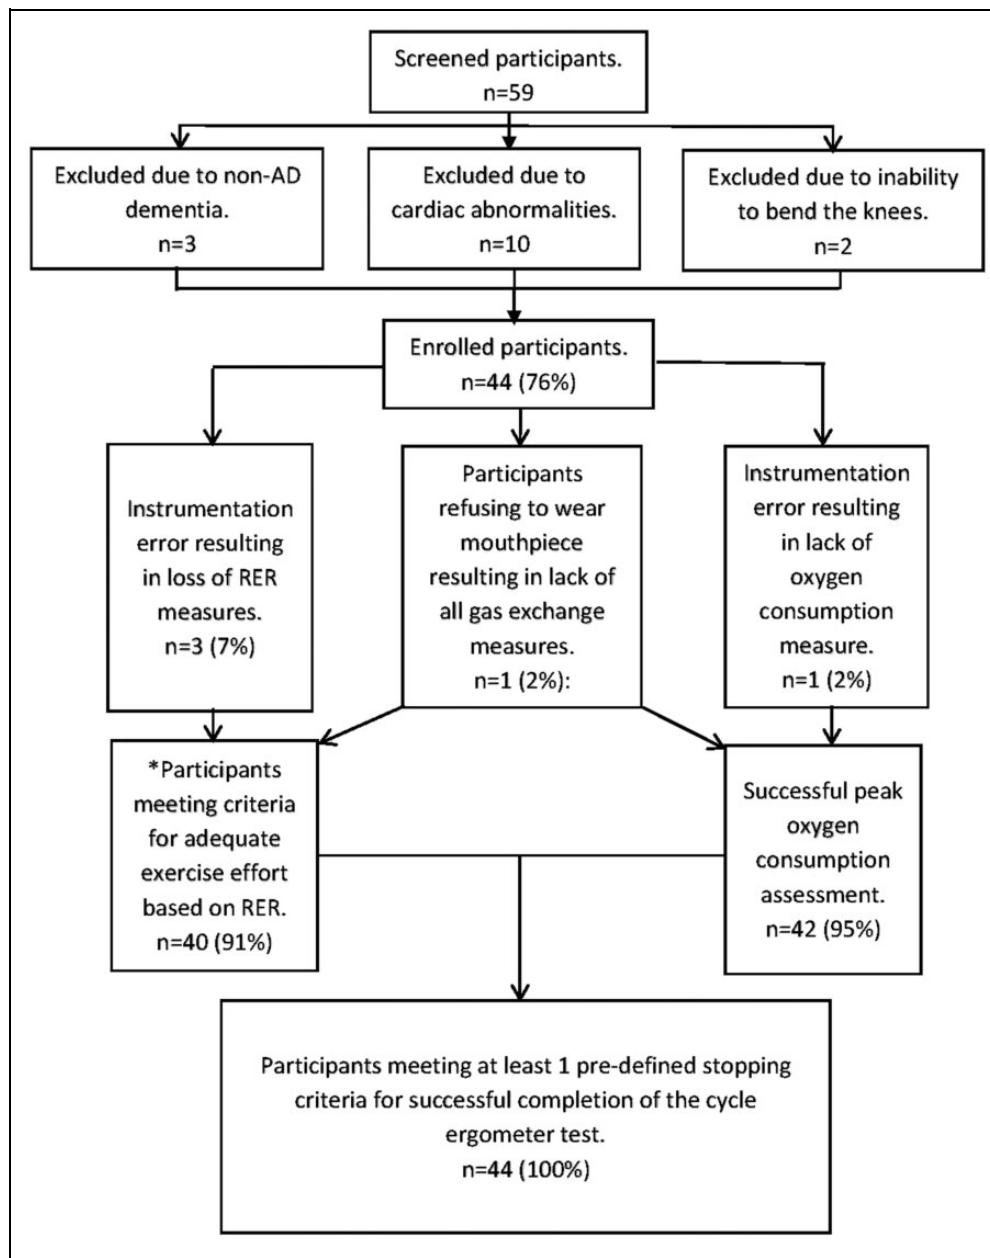 Screened participants.
n=59
Excluded due to non-AD
dementia.
n=3
Excluded due to
cardiac abnormalities.
n=10
Excluded due to inability
to bend the knees.
n=2
Enrolled participants.
n=44 (76%)
Instrumentation
error resulting
in loss of RER
measures.
n=3 (7%)
Participants
refusing to wear
mouthpiece
resulting in lack of
all gas exchange
measures.
n=1 (2%):
Instrumentation
error resulting
in lack of
oxygen
consumption
measure.
n=1 (2%)
*Participants
meeting criteria
for adequate
exercise effort
based on RER.
n=40 (91%)
Successful peak
oxygen
consumption
assessment.
n=42 (95%)
Participants meeting at least 1 pre-defined stopping
criteria for successful completion of the cycle
ergometer test.
n=44 (100%)